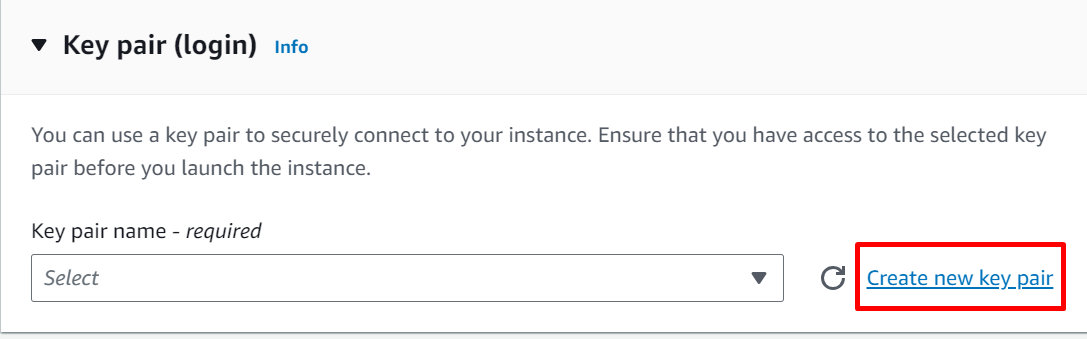 Key pair (login) Info
You can use a key pair to securely connect to your instance. Ensure that you have access to the selected key
pair before you launch the instance.
Key pair name - required
Select
Create new key pair